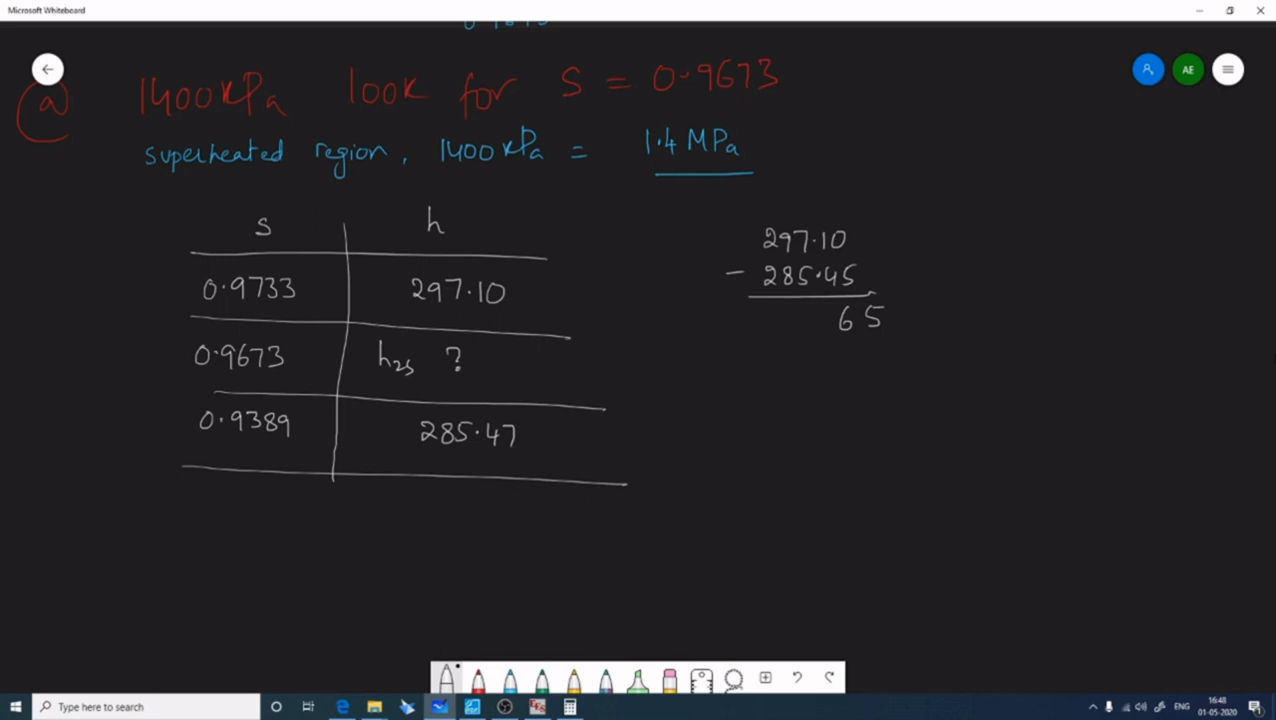 Microsoft Whiteboard
@ 1400kPa look for S = 0.9673
AE
superheated region, 1400 kPa = 1.4 MPa
s h
0.9733 297.10
0.9673 h2s ?
0.9389 285.47
297.10
- 285.45
65
Type here to search
ENG
16:48
01-05-2020